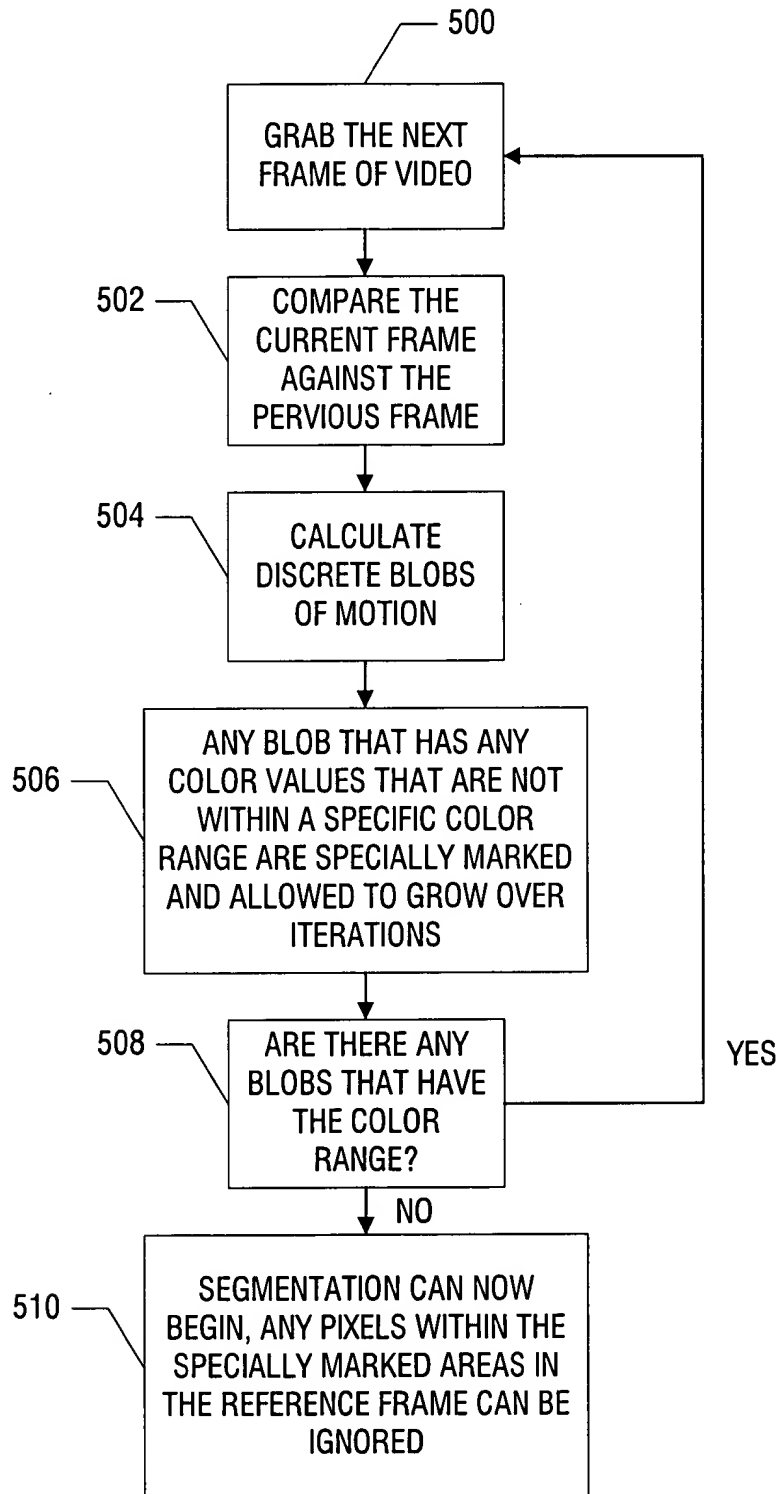 500
GRAB THE NEXT
FRAME OF VIDEO
502
COMPARE THE
CURRENT FRAME
AGAINST THE
PERVIOUS FRAME
504
CALCULATE
DISCRETE BLOBS
OF MOTION
506
ANY BLOB THAT HAS ANY
COLOR VALUES THAT ARE NOT
WITHIN A SPECIFIC COLOR
RANGE ARE SPECIALLY MARKED
AND ALLOWED TO GROW OVER
ITERATIONS
508
ARE THERE ANY
BLOBS THAT HAVE
THE COLOR
RANGE?
YES
NO
510
SEGMENTATION CAN NOW
BEGIN, ANY PIXELS WITHIN THE
SPECIALLY MARKED AREAS IN
THE REFERENCE FRAME CAN BE
IGNORED